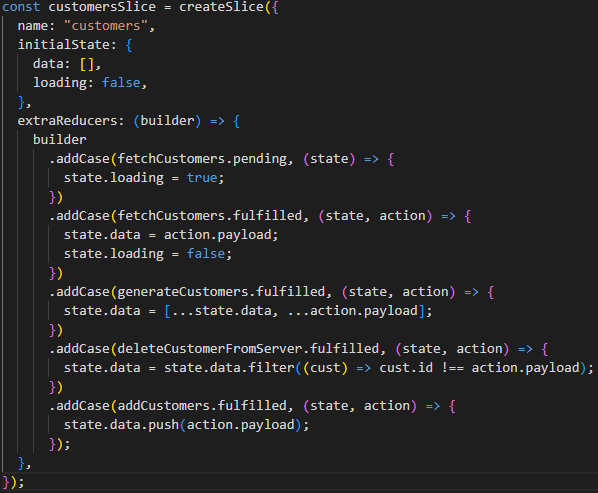 const customersSlice = createSlice({
  name: "customers",
  initialState: {
    data: [],
    loading: false,
  },
  extraReducers: (builder) => {
    builder
      .addCase(fetchCustomers.pending, (state) => {
        state.loading = true;
      })
      .addCase(fetchCustomers.fulfilled, (state, action) => {
        state.data = action.payload;
        state.loading = false;
      })
      .addCase(generateCustomers.fulfilled, (state, action) => {
        state.data = [...state.data, ...action.payload];
      })
      .addCase(deleteCustomerFromServer.fulfilled, (state, action) => {
        state.data = state.data.filter((cust) => cust.id !== action.payload);
      })
      .addCase(addCustomers.fulfilled, (state, action) => {
        state.data.push(action.payload);
      });
  },
});